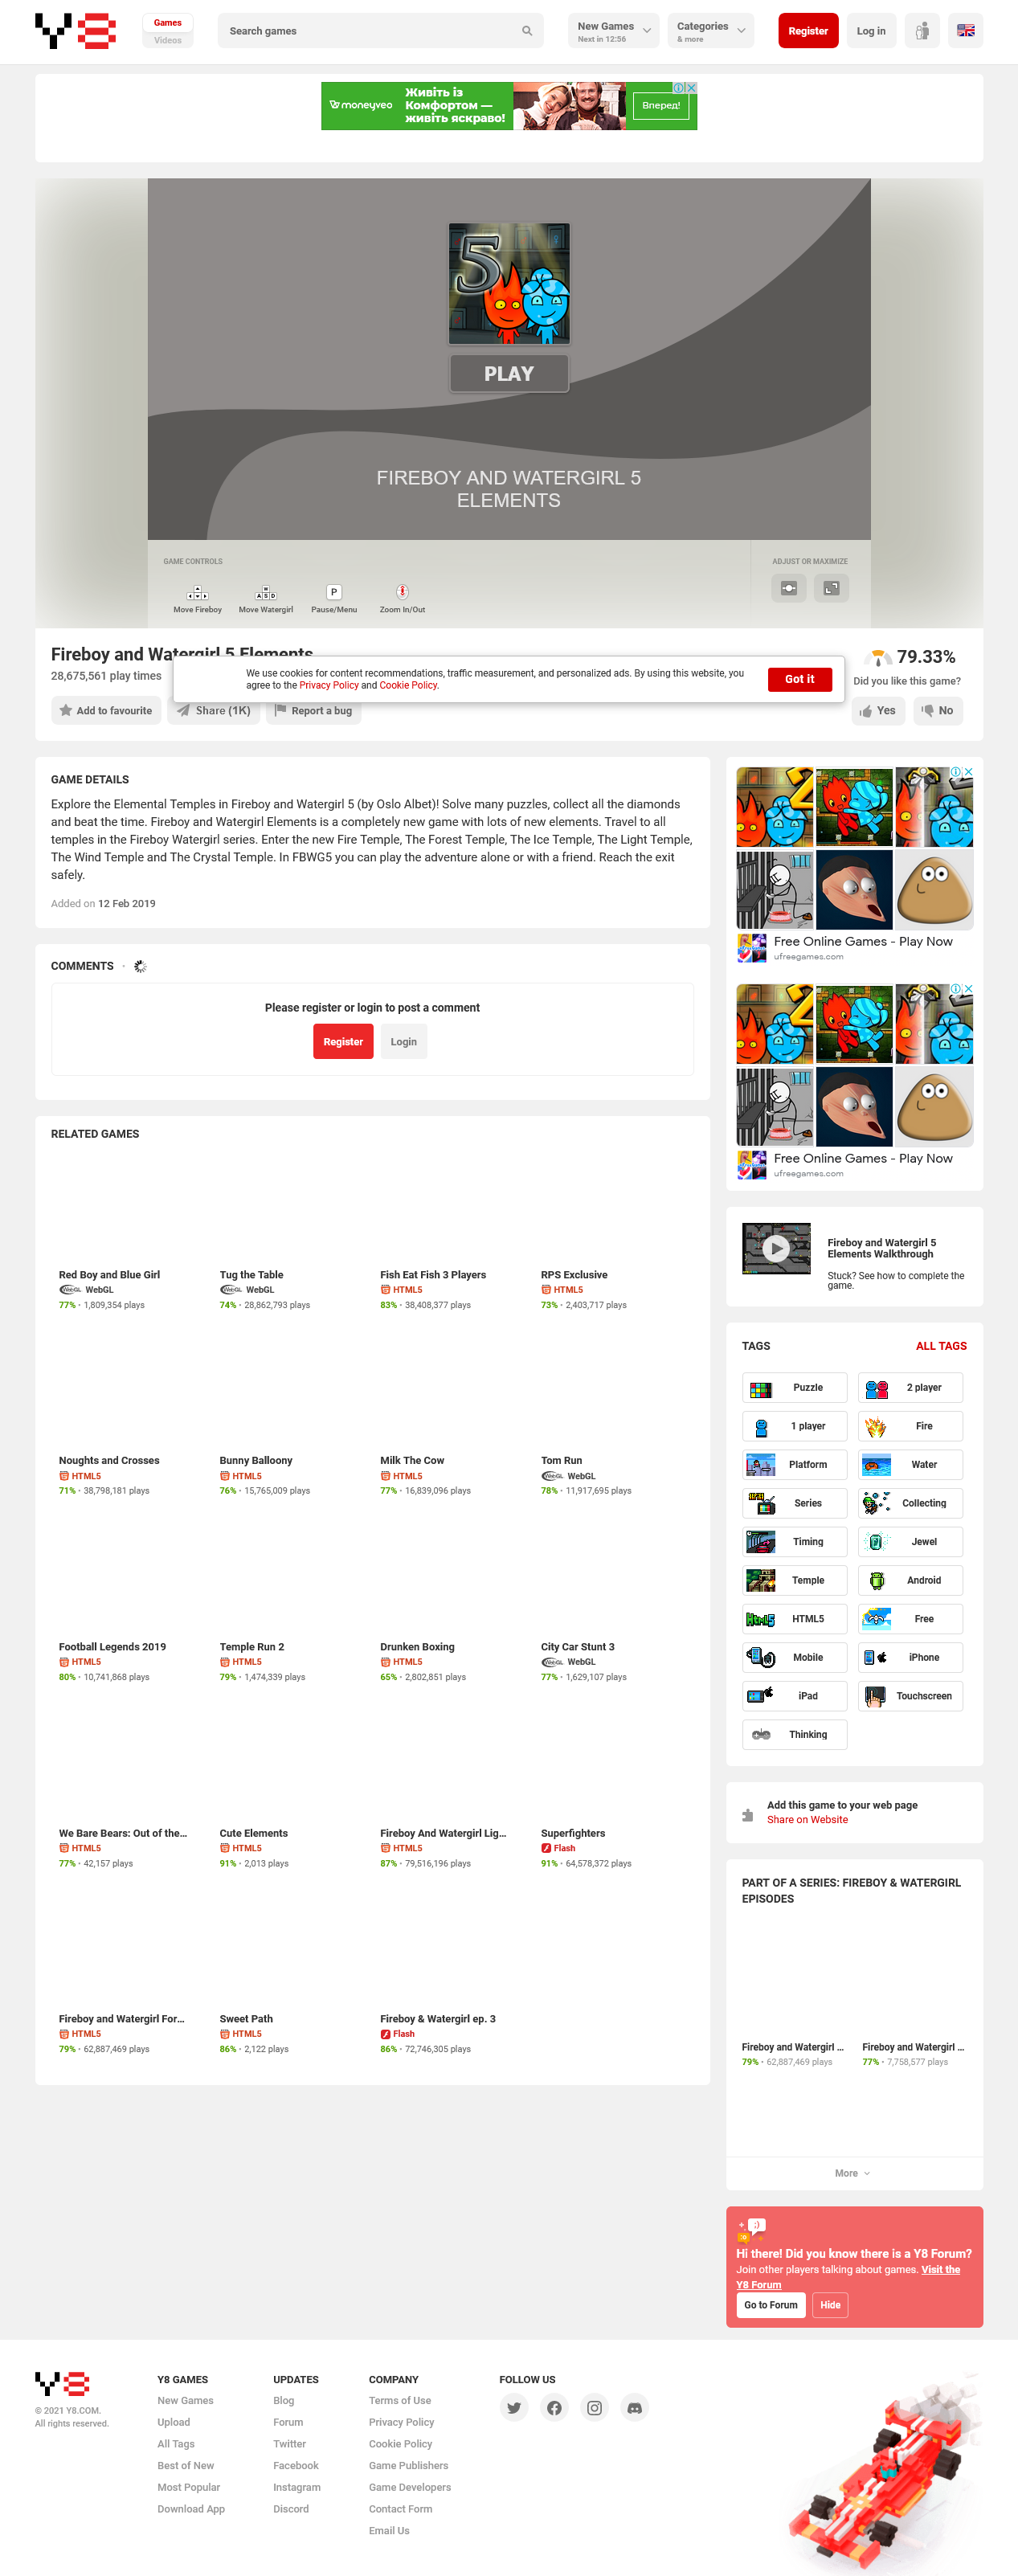 Y8
Games
Videos
Search games
New Games
Next in 12:56
Categories
& more
Register
Log in
moneyveo
Живіть із
Комфортом —
живіть яскраво!
Вперед!
5
PLAY
FIREBOY AND WATERGIRL 5
ELEMENTS
GAME CONTROLS
ADJUST OR MAXIMIZE
A S D
P
Move Fireboy
Move Watergirl
Pause/Menu
Zoom In/Out
Fireboy and Watergirl 5 Elements
28,675,561 play times
79.33%
Did you like this game?
We use cookies for content recommendations, traffic measurement, and personalized ads. By using this website, you
agree to the Privacy Policy and Cookie Policy.
Got it
Add to favourite
Share (1K)
Report a bug
Yes
No
GAME DETAILS
Explore the Elemental Temples in Fireboy and Watergirl 5 (by Oslo Albet)! Solve many puzzles, collect all the diamonds
and beat the time. Fireboy and Watergirl Elements is a completely new game with lots of new elements. Travel to all
temples in the Fireboy Watergirl series. Enter the new Fire Temple, The Forest Temple, The Ice Temple, The Light Temple,
The Wind Temple and The Crystal Temple. In FBWG5 you can play the adventure alone or with a friend. Reach the exit
safely.
Added on 12 Feb 2019
COMMENTS
Please register or login to post a comment
Register
Login
RELATED GAMES
Red Boy and Blue Girl
WebGL
77% • 1,809,354 plays
Tug the Table
WebGL
74% • 28,862,793 plays
Fish Eat Fish 3 Players
HTML5
83% • 38,408,377 plays
RPS Exclusive
HTML5
73% • 2,403,717 plays
Noughts and Crosses
HTML5
71% • 38,798,181 plays
Bunny Balloony
HTML5
76% • 15,765,009 plays
Milk The Cow
HTML5
77% • 16,839,096 plays
Tom Run
WebGL
78% • 11,917,695 plays
Football Legends 2019
HTML5
80% • 10,741,868 plays
Temple Run 2
HTML5
79% • 1,474,339 plays
Drunken Boxing
HTML5
65% • 2,802,851 plays
City Car Stunt 3
WebGL
77% • 1,629,107 plays
We Bare Bears: Out of the...
HTML5
77% • 42,157 plays
Cute Elements
HTML5
91% • 2,013 plays
Fireboy And Watergirl Lig...
HTML5
87% • 79,516,196 plays
Superfighters
Flash
91% • 64,578,372 plays
Fireboy and Watergirl For...
HTML5
79% • 62,887,469 plays
Sweet Path
HTML5
86% • 2,122 plays
Fireboy & Watergirl ep. 3
Flash
86% • 72,746,305 plays
2
Free Online Games - Play Now
ufreegames.com
2
Free Online Games - Play Now
ufreegames.com
Fireboy and Watergirl 5
Elements Walkthrough
Stuck? See how to complete the
game.
TAGS
ALL TAGS
Puzzle
2 player
1 player
Fire
Platform
Water
Series
Collecting
Timing
Jewel
Temple
Android
HTML5
Free
Mobile
iPhone
iPad
Touchscreen
Thinking
Add this game to your web page
Share on Website
PART OF A SERIES: FIREBOY & WATERGIRL
EPISODES
Fireboy and Watergirl ...
79% • 62,887,469 plays
Fireboy and Watergirl ...
77% • 7,758,577 plays
More
Hi there! Did you know there is a Y8 Forum?
Join other players talking about games. Visit the
Y8 Forum
Go to Forum
Hide
Y8
© 2021 Y8.COM.
All rights reserved.
Y8 GAMES
New Games
Upload
All Tags
Best of New
Most Popular
Download App
UPDATES
Blog
Forum
Twitter
Facebook
Instagram
Discord
COMPANY
Terms of Use
Privacy Policy
Cookie Policy
Game Publishers
Game Developers
Contact Form
Email Us
FOLLOW US